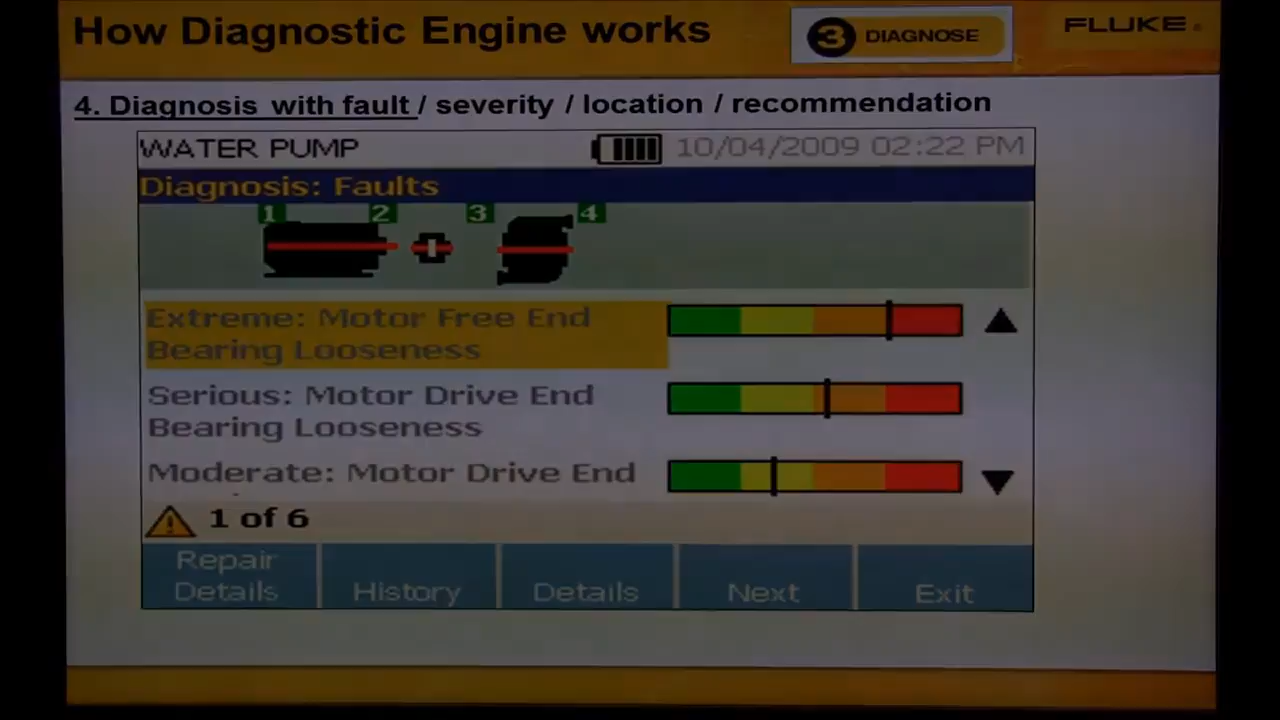 How Diagnostic Engine works
3 DIAGNOSE
FLUKE
4. Diagnosis with fault / severity / location / recommendation
WATER PUMP
10/04/2009 02:22 PM
Diagnosis: Faults
1 2 3 4
Extreme: Motor Free End
Bearing Looseness
Serious: Motor Drive End
Bearing Looseness
Moderate: Motor Drive End
1 of 6
Repair
Details
History
Details
Next
Exit